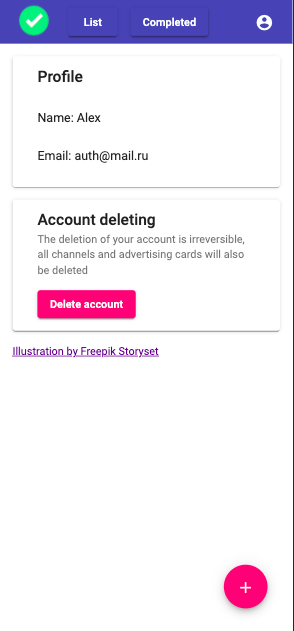 List
Completed
Profile
Name: Alex
Email: auth@mail.ru
Account deleting
The deletion of your account is irreversible,
all channels and advertising cards will also
be deleted
Delete account
Illustration by Freepik Storyset
+